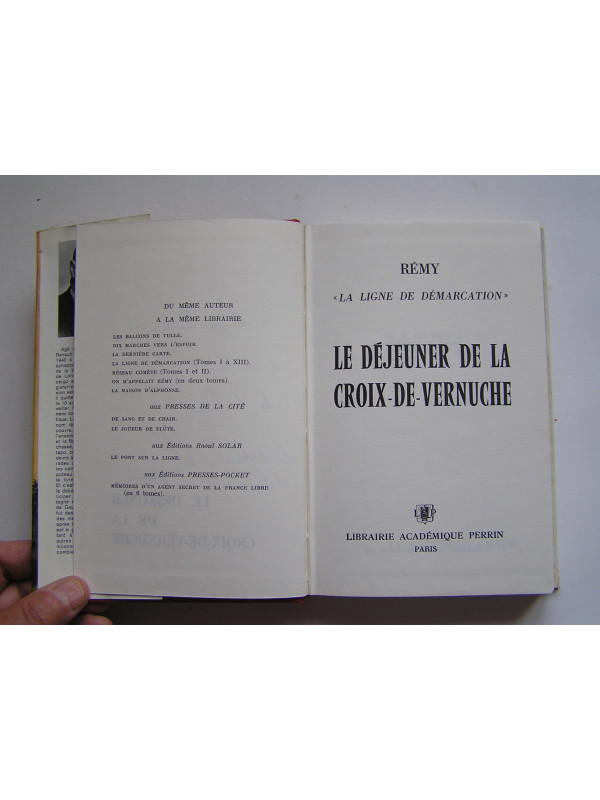 DU MÊME AUTEUR
A LA MÊME LIBRAIRIE
LES BALCONS DE TULLE.
DIX MARCHES VERS L'ESPOIR.
LA DERNIÈRE CARTE.
LA LIGNE DE DÉMARCATION (Tomes I à XIII).
RÉSEAU COMÈTE (Tomes I et II).
ON M'APPELAIT RÉMY (en deux tomes).
LA MAISON D'ALPHONSE.
aux PRESSES DE LA CITÉ
DE SANG ET DE CHAIR.
LE JOUEUR DE FLÛTE.
aux Éditions Raoul SOLAR
LE PONT SUR LA LIGNE.
aux Éditions PRESSES-POCKET
MÉMOIRES D'UN AGENT SECRET DE LA FRANCE LIBRE
(en 6 tomes).
RÉMY
« LA LIGNE DE DÉMARCATION »
LE DÉJEUNER DE LA
CROIX-DE-VERNUCHE
LIBRAIRIE ACADÉMIQUE PERRIN
PARIS